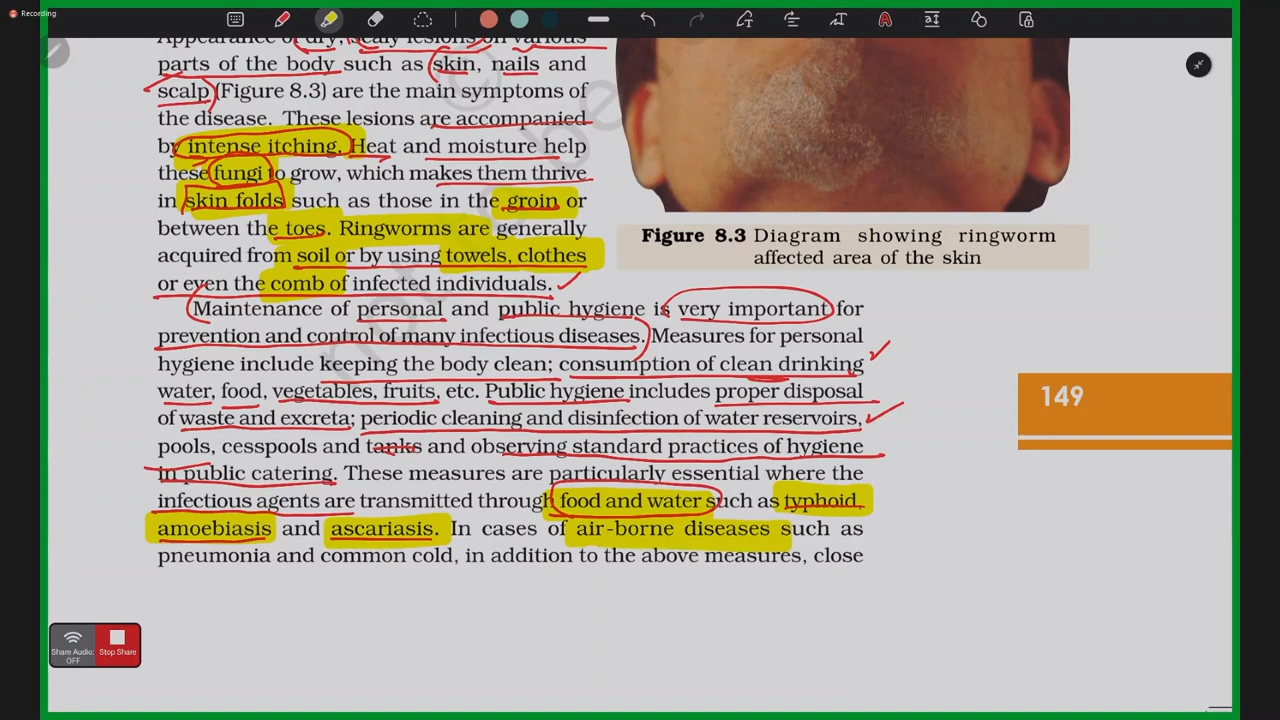 Recording
Appearance of dry, scaly lesions on various
parts of the body such as skin, nails and
scalp (Figure 8.3) are the main symptoms of
the disease. These lesions are accompanied
by intense itching. Heat and moisture help
these fungi to grow, which makes them thrive
in skin folds such as those in the groin or
between the toes. Ringworms are generally
acquired from soil or by using towels, clothes
or even the comb of infected individuals.
Figure 8.3 Diagram showing ringworm
affected area of the skin
Maintenance of personal and public hygiene is very important for
prevention and control of many infectious diseases. Measures for personal
hygiene include keeping the body clean; consumption of clean drinking
water, food, vegetables, fruits, etc. Public hygiene includes proper disposal
of waste and excreta; periodic cleaning and disinfection of water reservoirs,
pools, cesspools and tanks and observing standard practices of hygiene
in public catering. These measures are particularly essential where the
infectious agents are transmitted through food and water such as typhoid,
amoebiasis and ascariasis. In cases of air-borne diseases such as
pneumonia and common cold, in addition to the above measures, close
149
Share Audio:
OFF
Stop Share